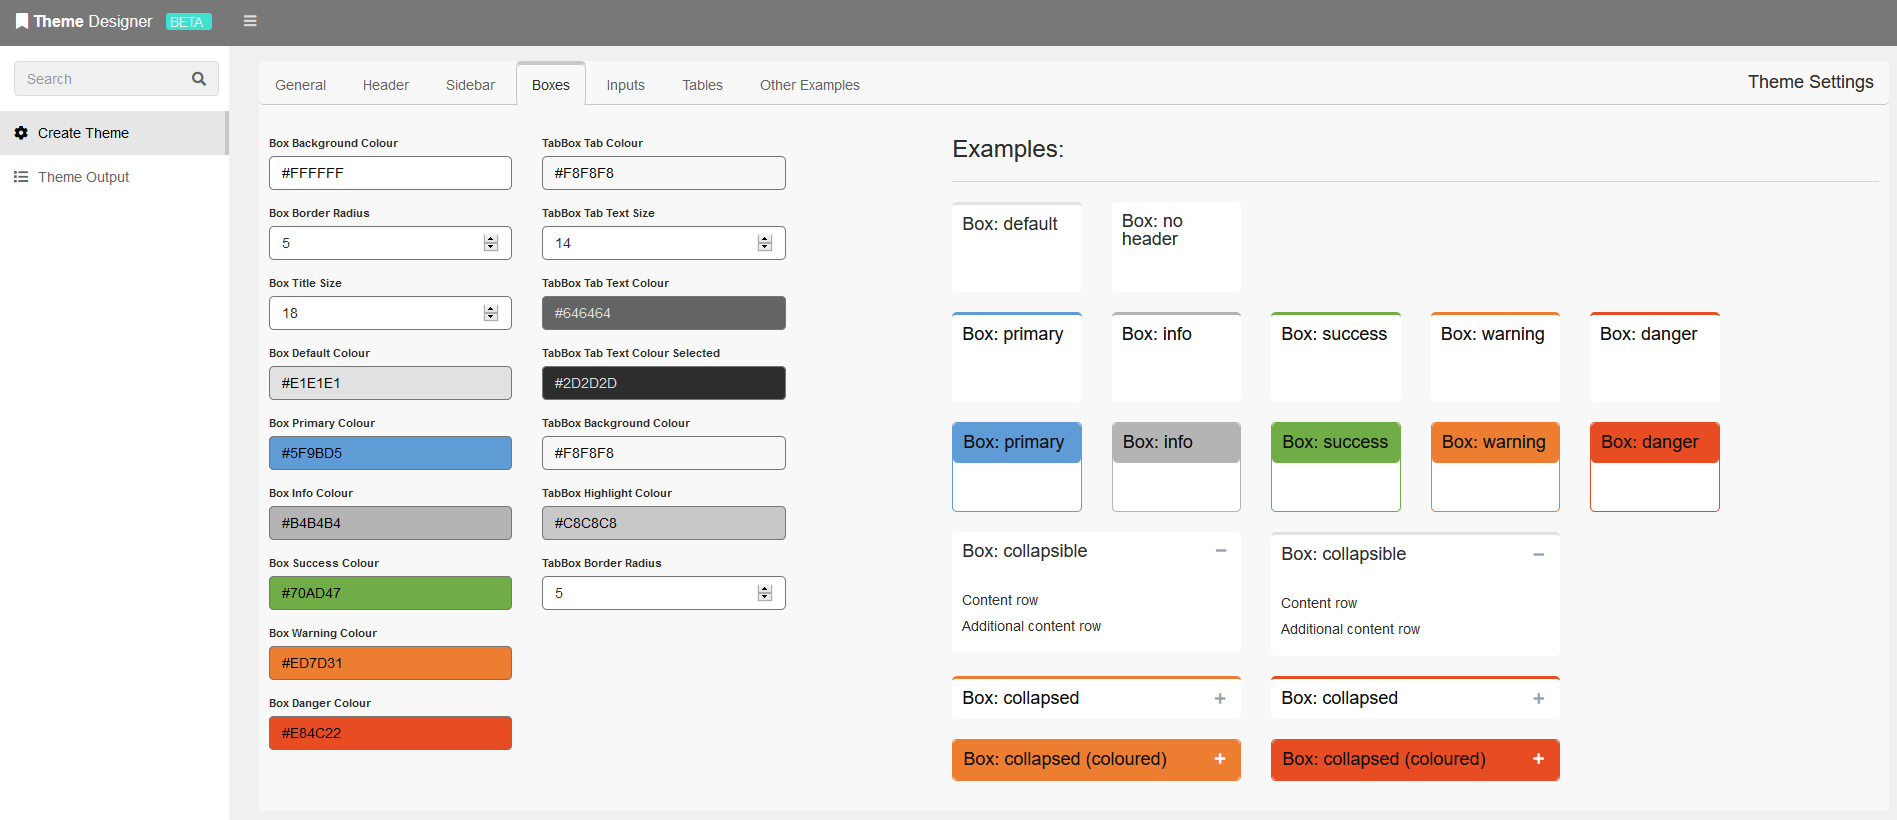 Theme Designer BETA
Search
Create Theme
Theme Output
General Header Sidebar Boxes Inputs Tables Other Examples Theme Settings
Box Background Colour
#FFFFFF
Box Border Radius
5
Box Title Size
18
Box Default Colour
#E1E1E1
Box Primary Colour
#5F9BD5
Box Info Colour
#B4B4B4
Box Success Colour
#70AD47
Box Warning Colour
#ED7D31
Box Danger Colour
#E84C22
TabBox Tab Colour
#F8F8F8
TabBox Tab Text Size
14
TabBox Tab Text Colour
#646464
TabBox Tab Text Colour Selected
#2D2D2D
TabBox Background Colour
#F8F8F8
TabBox Highlight Colour
#C8C8C8
TabBox Border Radius
5
Examples:
Box: default
Box: no
header
Box: primary
Box: info
Box: success
Box: warning
Box: danger
Box: primary
Box: info
Box: success
Box: warning
Box: danger
Box: collapsible
Content row
Additional content row
Box: collapsible
Content row
Additional content row
Box: collapsed
Box: collapsed
Box: collapsed (coloured)
Box: collapsed (coloured)